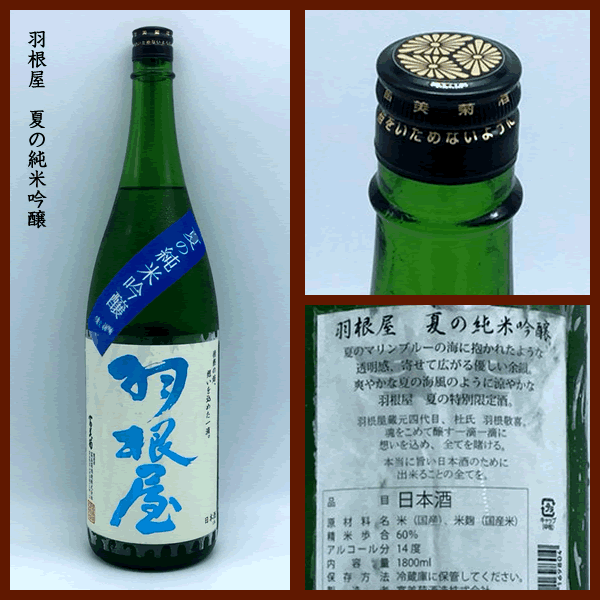 羽根屋 夏の純米吟醸
夏の純米吟醸
羽根屋
富美菊
日本酒
富美菊酒
羽根屋 夏の純米吟醸
夏のマリンブルーの海に抱かれたような
透明感、寄せて広がる優しい余韻。
爽やかな夏の海風のように涼やかな
羽根屋 夏の特別限定酒。
羽根屋蔵元四代目、杜氏 羽根敬喜、
魂をこめて醸す一滴一滴に
想いを込め、全てを賭ける。
本当に旨い日本酒のために
出来ることの全てを。
品目 日本酒
原材料名 米(国産)、米麹(国産米)
精米歩合 60%
アルコール分 14度
内容量 1800ml
保存方法 冷蔵庫に保管してください。